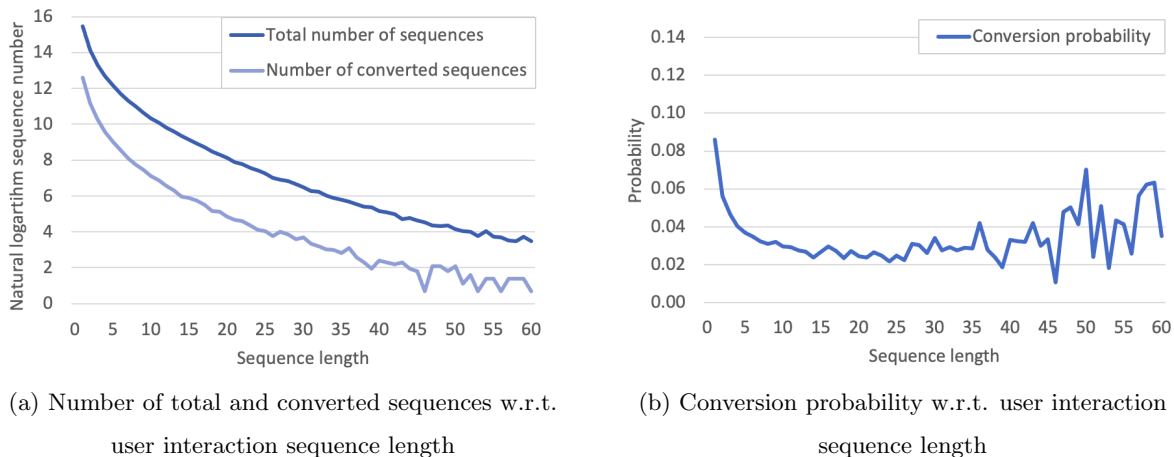 16
14
12
10
8
6
4
2
0
Natural logartihm sequence number
Total number of sequences
Number of converted sequences
0 5 10 15 20 25 30 35 40 45 50 55 60
Sequence length
(a) Number of total and converted sequences w.r.t.
user interaction sequence length
0.14
0.12
0.10
0.08
0.06
0.04
0.02
0.00
Probability
Conversion probability
0 5 10 15 20 25 30 35 40 45 50 55 60
Sequence length
(b) Conversion probability w.r.t. user interaction
sequence length